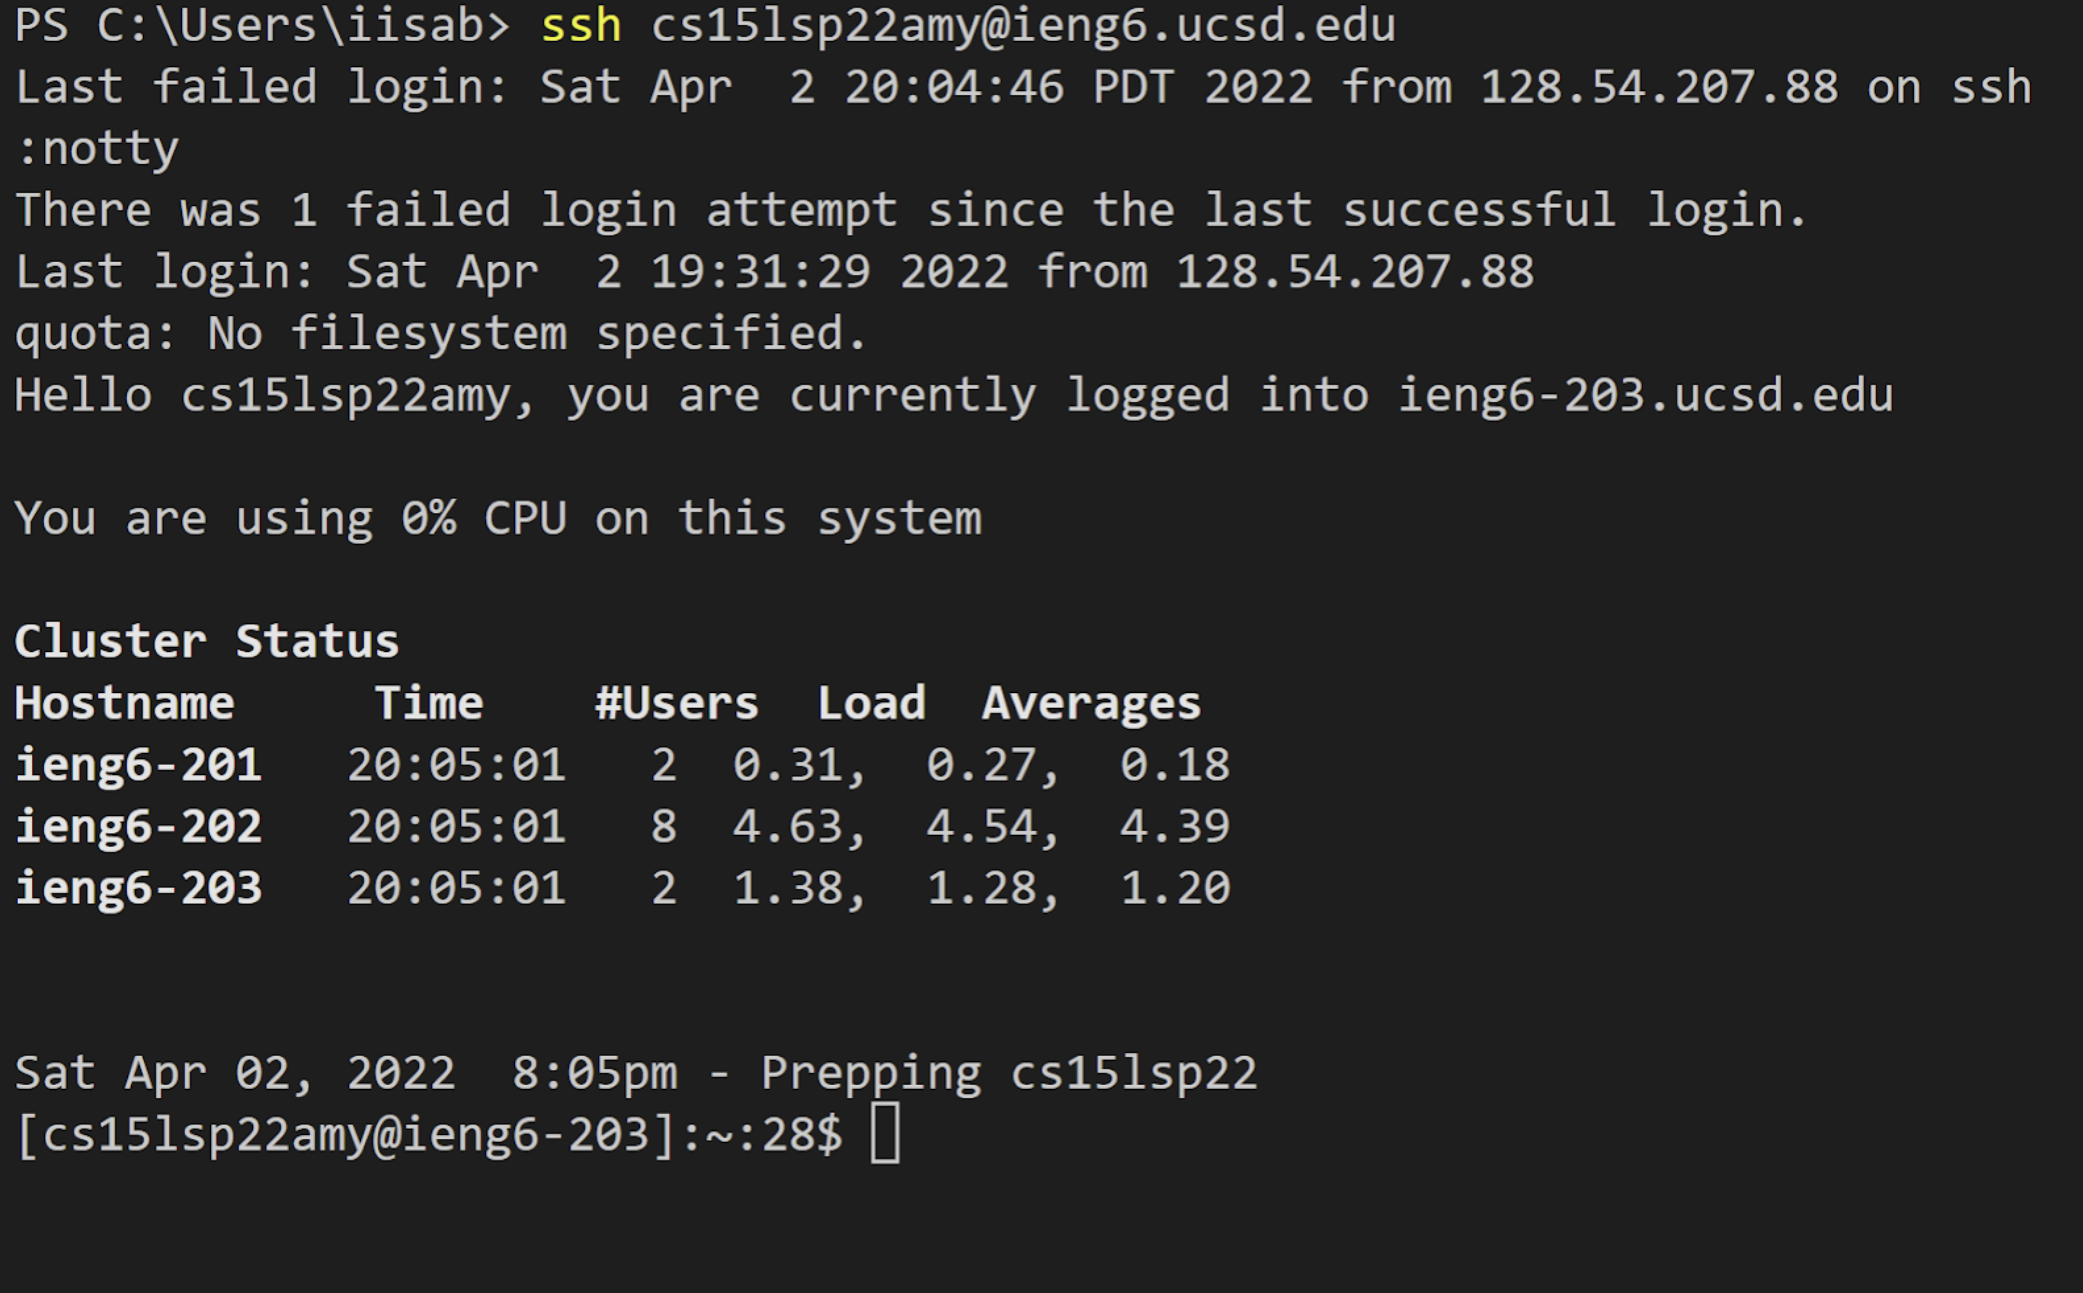 PS C:\Users\iisab> ssh cs15lsp22amy@ieng6.ucsd.edu
Last failed login: Sat Apr  2 20:04:46 PDT 2022 from 128.54.207.88 on ssh
:notty
There was 1 failed login attempt since the last successful login.
Last login: Sat Apr  2 19:31:29 2022 from 128.54.207.88
quota: No filesystem specified.
Hello cs15lsp22amy, you are currently logged into ieng6-203.ucsd.edu
You are using 0% CPU on this system
Cluster Status
Hostname     Time    #Users  Load  Averages
ieng6-201   20:05:01   2  0.31,  0.27,  0.18
ieng6-202   20:05:01   8  4.63,  4.54,  4.39
ieng6-203   20:05:01   2  1.38,  1.28,  1.20
Sat Apr 02, 2022  8:05pm - Prepping cs15lsp22
[cs15lsp22amy@ieng6-203]:~:28$